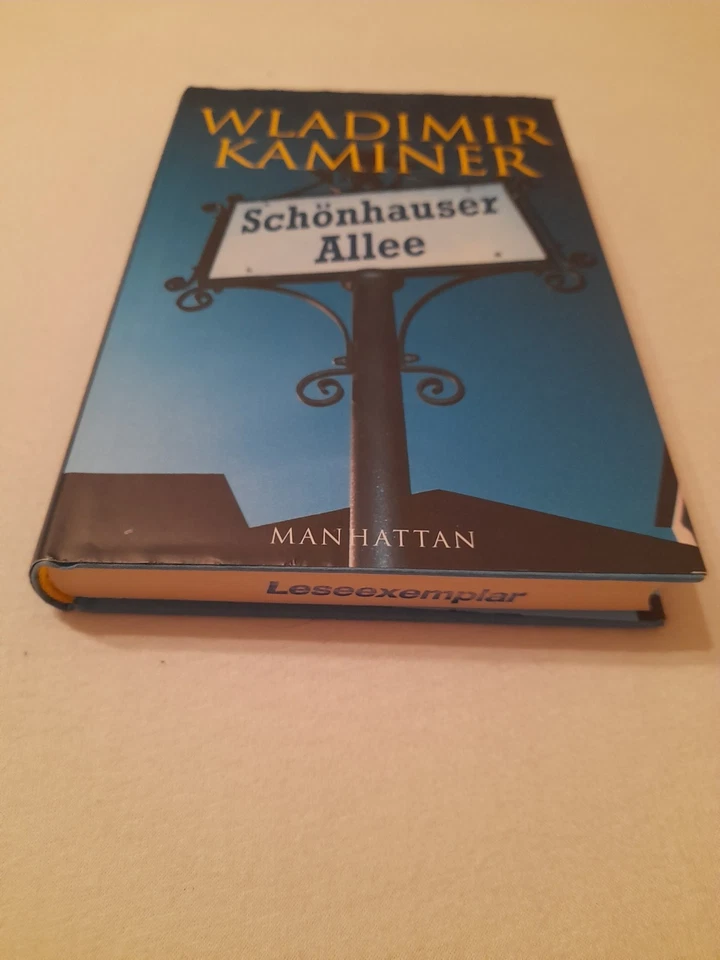 WLADIMIR
KAMINER
Schönhauser
Allee
MANHATTAN
Leseexemplar